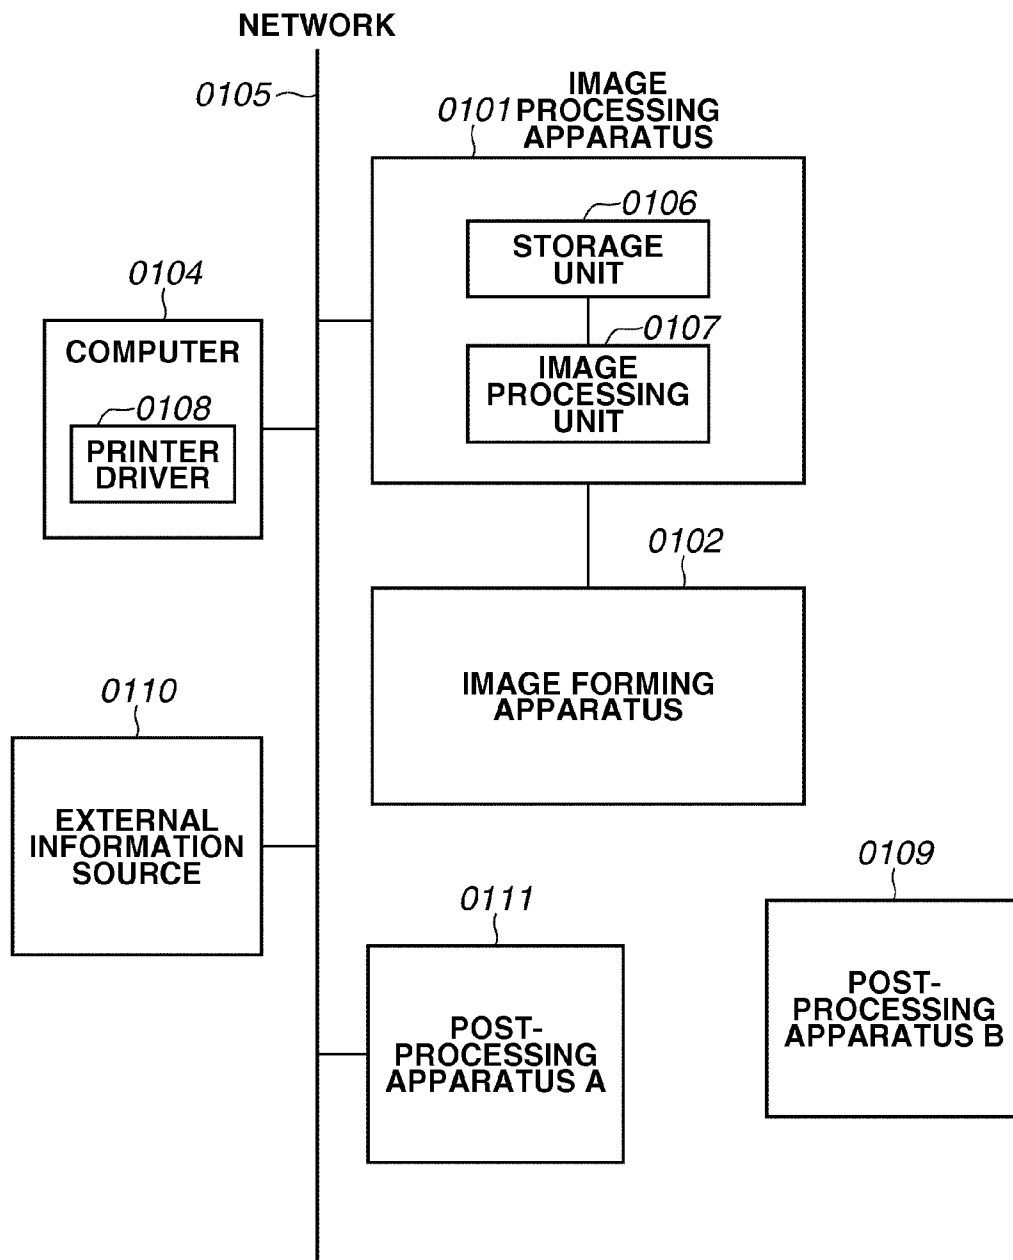 NETWORK
0105
IMAGE
PROCESSING
APPARATUS
0101
0106
STORAGE
UNIT
0107
IMAGE
PROCESSING
UNIT
0104
COMPUTER
0108
PRINTER
DRIVER
0102
IMAGE FORMING
APPARATUS
0110
EXTERNAL
INFORMATION
SOURCE
0111
POST-
PROCESSING
APPARATUS A
0109
POST-
PROCESSING
APPARATUS B